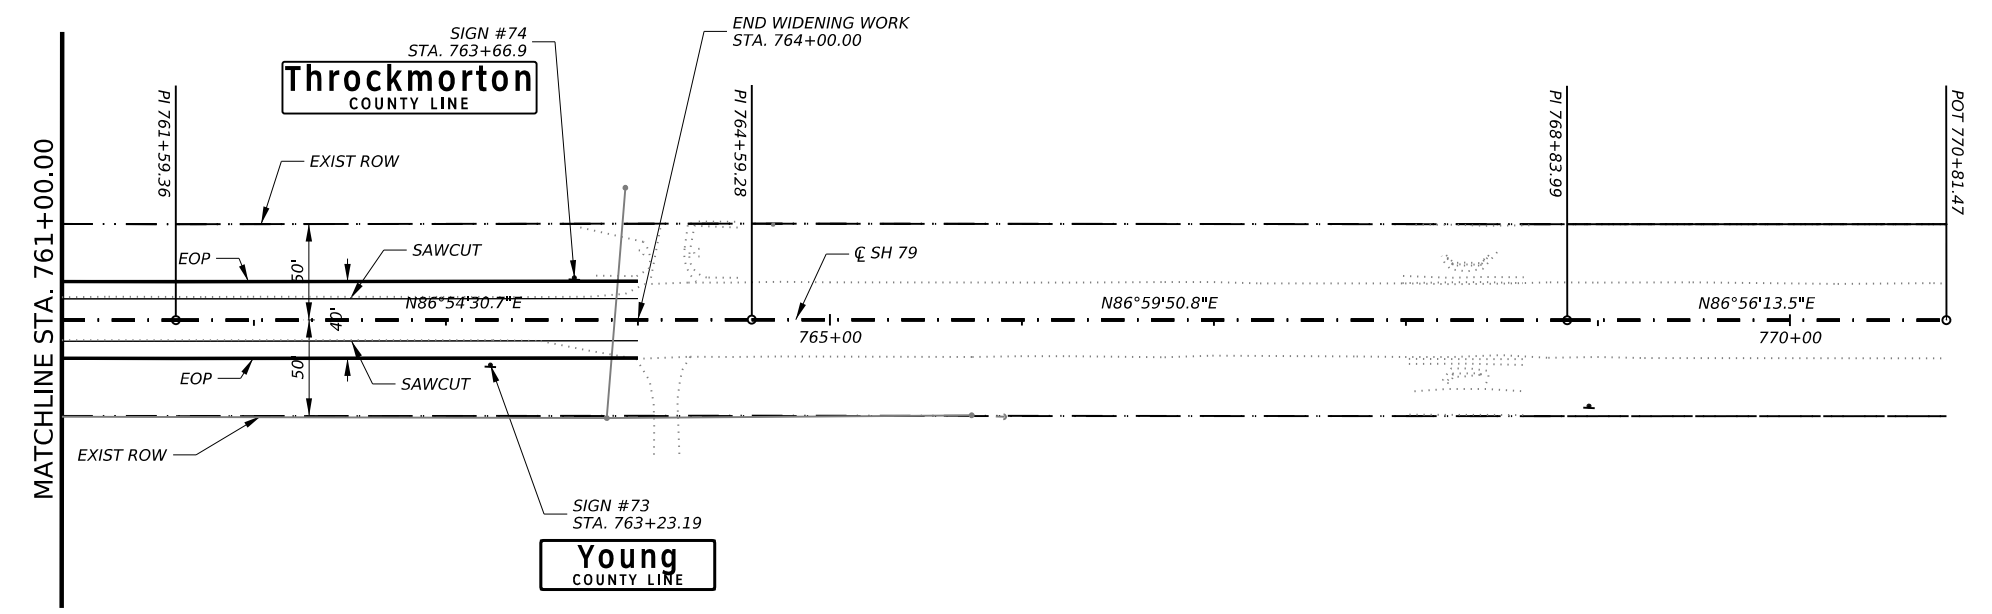 SIGN #74
STA. 763+66.9
Throckmorton
COUNTY LINE
END WIDENING WORK
STA. 764+00.00
MATCHLINE STA. 761+00.00
PI 761+59.36
EXIST ROW
PI 764+59.28
PI 768+83.99
POT 770+81.47
EOP
50'
SAWCUT
℄ SH 79
N86°54'30.7"E
40'
N86°59'50.8"E
N86°56'13.5"E
765+00
770+00
50'
EOP
SAWCUT
EXIST ROW
SIGN #73
STA. 763+23.19
Young
COUNTY LINE